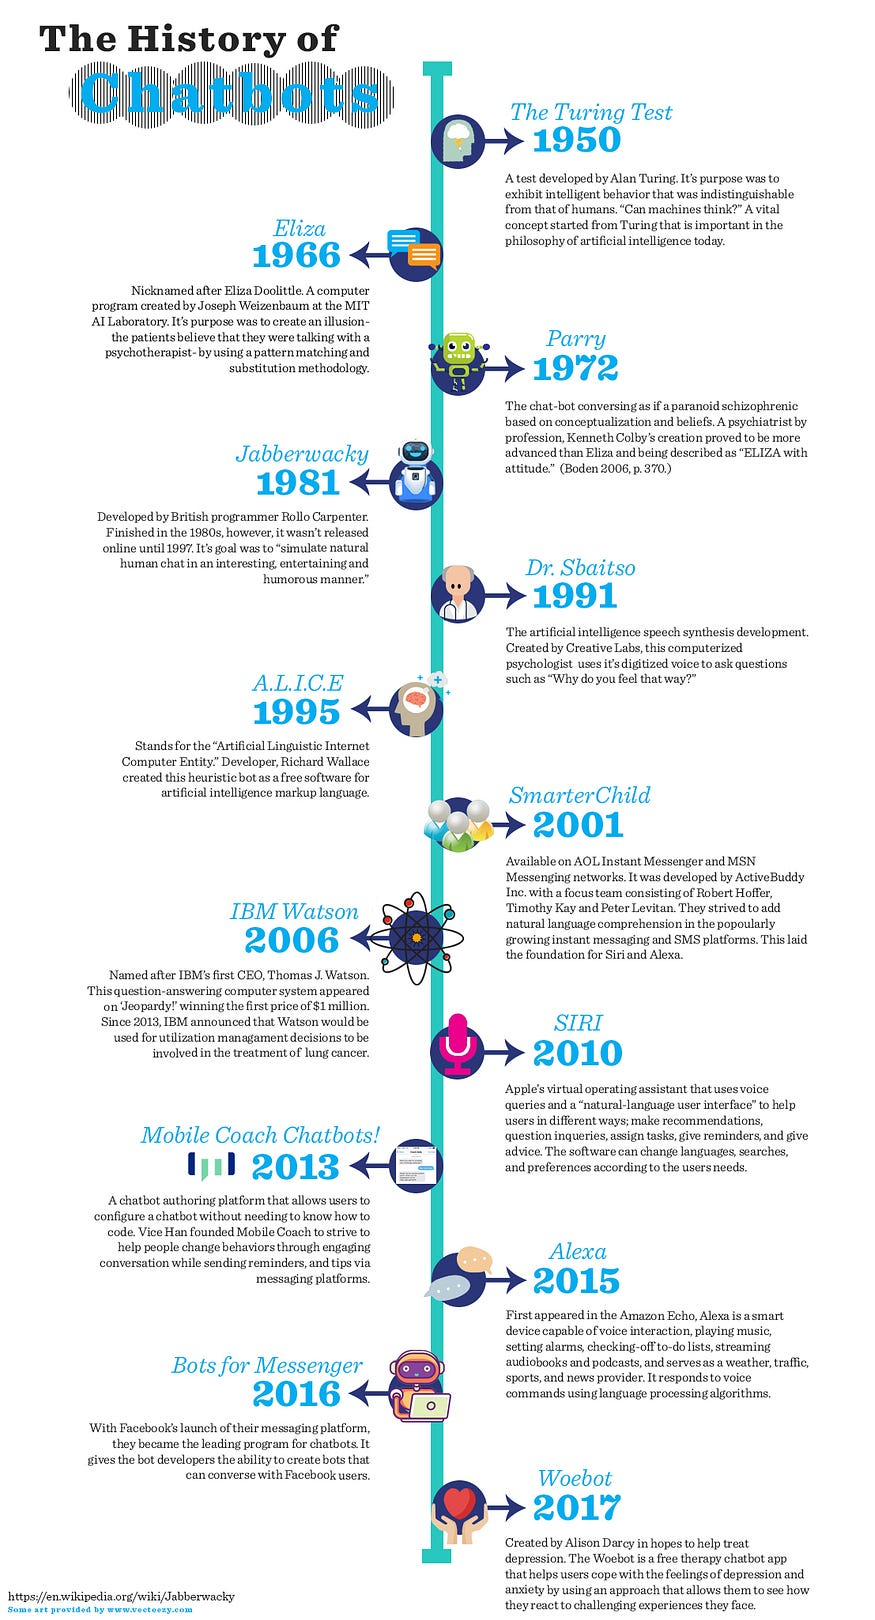 The History of
Chatbots
The Turing Test
1950
A test developed by Alan Turing. It's purpose was to
exhibit intelligent behavior that was indistinguishable
from that of humans. “Can machines think?” A vital
concept started from Turing that is important in the
philosophy of artificial intelligence today.
Eliza
1966
Nicknamed after Eliza Doolittle. A computer
program created by Joseph Weizenbaum at the MIT
AI Laboratory. It's purpose was to create an illusion-
the patients believe that they were talking with a
psychotherapist- by using a pattern matching and
substitution methodology.
Parry
1972
The chat-bot conversing as if a paranoid schizophrenic
based on conceptualization and beliefs. A psychiatrist by
profession, Kenneth Colby's creation proved to be more
advanced than Eliza and being described as “ELIZA with
attitude.” (Boden 2006, p. 370.)
Jabberwacky
1981
Developed by British programmer Rollo Carpenter.
Finished in the 1980s, however, it wasn't released
online until 1997. It's goal was to “simulate natural
human chat in an interesting, entertaining and
humorous manner.”
Dr. Sbaitso
1991
The artificial intelligence speech synthesis development.
Created by Creative Labs, this computerized
psychologist uses it's digitized voice to ask questions
such as “Why do you feel that way?”
A.L.I.C.E
1995
Stands for the “Artificial Linguistic Internet
Computer Entity.” Developer, Richard Wallace
created this heuristic bot as a free software for
artificial intelligence markup language.
SmarterChild
2001
Available on AOL Instant Messenger and MSN
Messenging networks. It was developed by ActiveBuddy
Inc. with a focus team consisting of Robert Hoffer,
Timothy Kay and Peter Levitan. They strived to add
natural language comprehension in the popoularly
growing instant messaging and SMS platforms. This laid
the foundation for Siri and Alexa.
IBM Watson
2006
Named after IBM's first CEO, Thomas J. Watson.
This question-answering computer system appeared
on 'Jeopardy!' winning the first price of $1 million.
Since 2013, IBM announced that Watson would be
used for utilization managament decisions to be
involved in the treatment of lung cancer.
SIRI
2010
Apple's virtual operating assistant that uses voice
queries and a “natural-language user interface” to help
users in different ways; make recommendations,
question inqueries, assign tasks, give reminders, and give
advice. The software can change languages, searches,
and preferences according to the users needs.
Mobile Coach Chatbots!
2013
A chatbot authoring platform that allows users to
configure a chatbot without needing to know how to
code. Vice Han founded Mobile Coach to strive to
help people change behaviors through engaging
conversation while sending reminders, and tips via
messaging platforms.
Alexa
2015
First appeared in the Amazon Echo, Alexa is a smart
device capable of voice interaction, playing music,
setting alarms, checking-off to-do lists, streaming
audiobooks and podcasts, and serves as a weather, traffic,
sports, and news provider. It responds to voice
commands using language processing algorithms.
Bots for Messenger
2016
With Facebook's launch of their messaging platform,
they became the leading program for chatbots. It
gives the bot developers the ability to create bots that
can converse with Facebook users.
Woebot
2017
Created by Alison Darcy in hopes to help treat
depression. The Woebot is a free therapy chatbot app
that helps users cope with the feelings of depression and
anxiety by using an approach that allows them to see how
they react to challenging experiences they face.
https://en.wikipedia.org/wiki/Jabberwacky
Some art provided by www.vecteezy.com